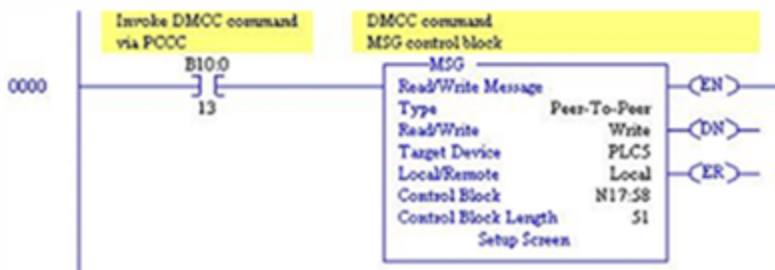 Invoke DMCC command
via PCCC
DMCC command
MSG control block
B10:0
0000
13
MSG
Read/Write Message
Type Peer-To-Peer
Read/Write Write
Target Device PLC5
Local/Remote Local
Control Block N17:58
Control Block Length 51
Setup Screen
EN
DN
ER